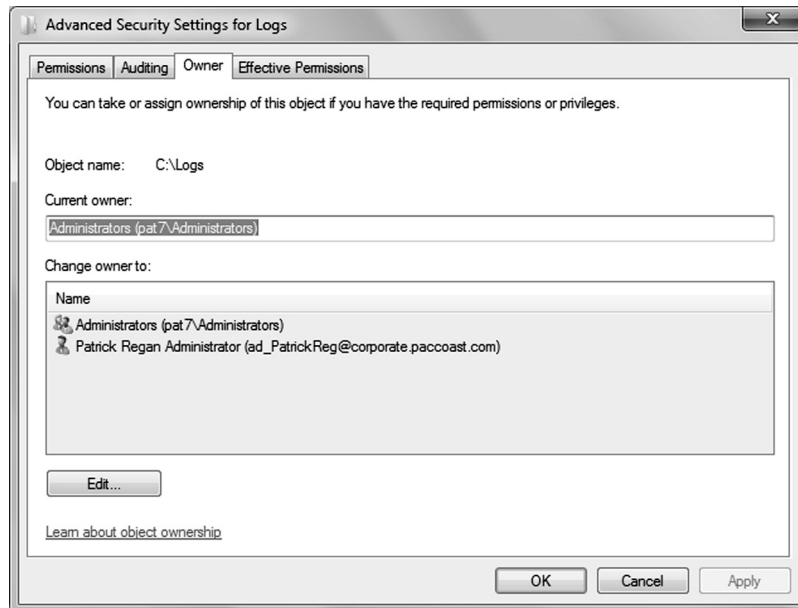 Advanced Security Settings for Logs
X
Permissions Auditing Owner Effective Permissions
You can take or assign ownership of this object if you have the required permissions or privileges.
Object name: C:\Logs
Current owner:
Administrators (pat7\Administrators)
Change owner to:
Name
Administrators (pat7\Administrators)
Patrick Regan Administrator (ad_PatrickReg@corporate.paccoast.com)
Edit...
Learn about object ownership
OK Cancel Apply